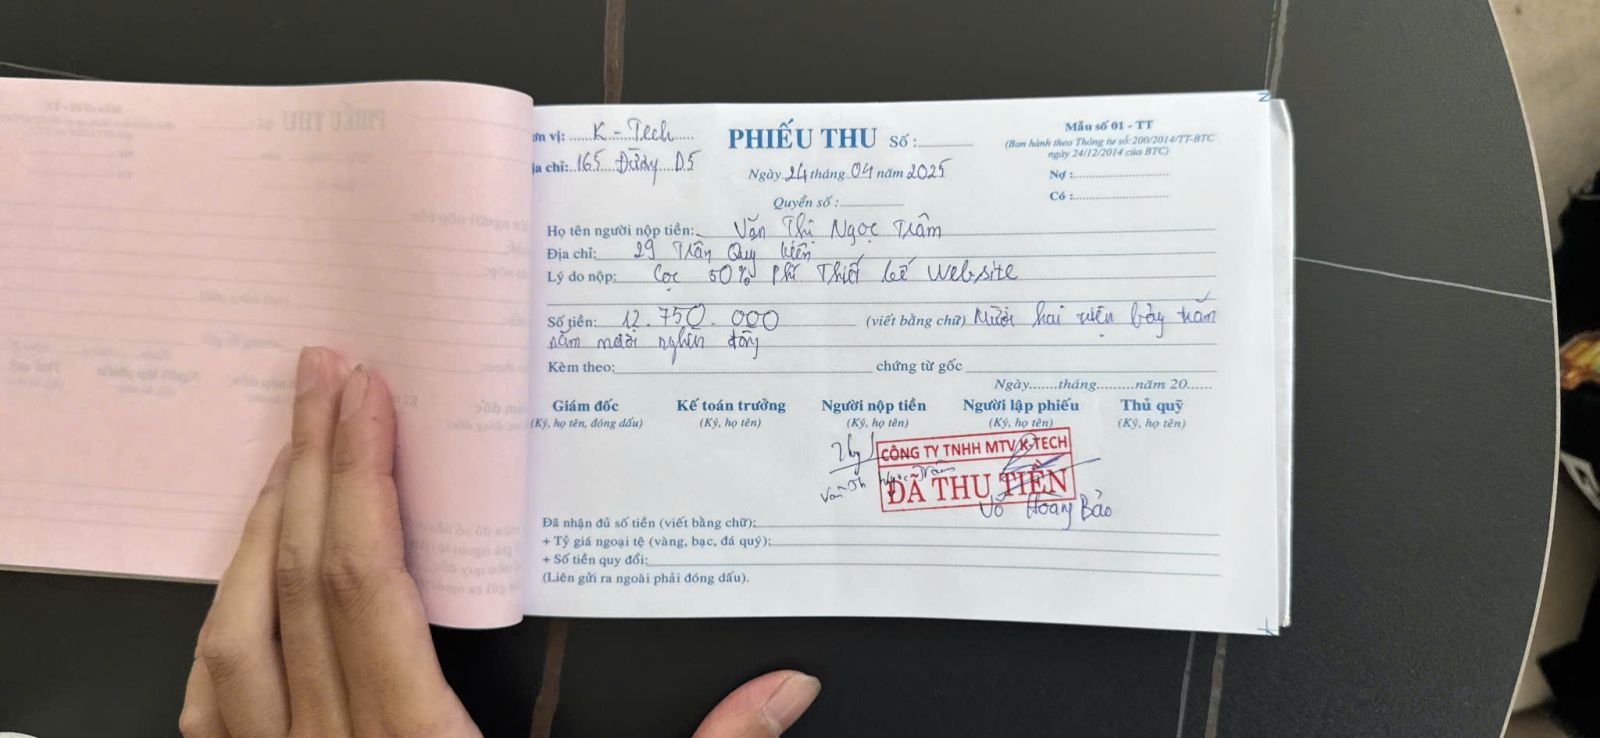 ơn vị: K - Tech
ịa chỉ: 165 Đường D5
PHIẾU THU Số:
Ngày 24 tháng 04 năm 2025
Quyển số:
Mẫu số 01 - TT
(Ban hành theo Thông tư số: 200/2014/TT-BTC
ngày 24/12/2014 của BTC)
Nợ:
Có:
Họ tên người nộp tiền: Văn Thị Ngọc Trâm
Địa chỉ: 29 Trần Quý Kiên
Lý do nộp: Cọc 50% phí Thiết kế website
Số tiền: 12.750.000 (viết bằng chữ) Mười hai triệu bảy trăm
năm mươi nghìn đồng
Kèm theo: chứng từ gốc
Ngày tháng năm 20
Giám đốc Kế toán trưởng Người nộp tiền Người lập phiếu Thủ quỹ
(Ký, họ tên, đóng dấu) (Ký, họ tên) (Ký, họ tên) (Ký, họ tên) (Ký, họ tên)
CÔNG TY TNHH MTV K-TECH
ĐÃ THU TIỀN
Văn Th Ngọc Trâm
Võ Hoàng Bảo
Đã nhận đủ số tiền (viết bằng chữ):
+ Tỷ giá ngoại tệ (vàng, bạc, đá quý):
+ Số tiền quy đổi:
(Liên gửi ra ngoài phải đóng dấu).